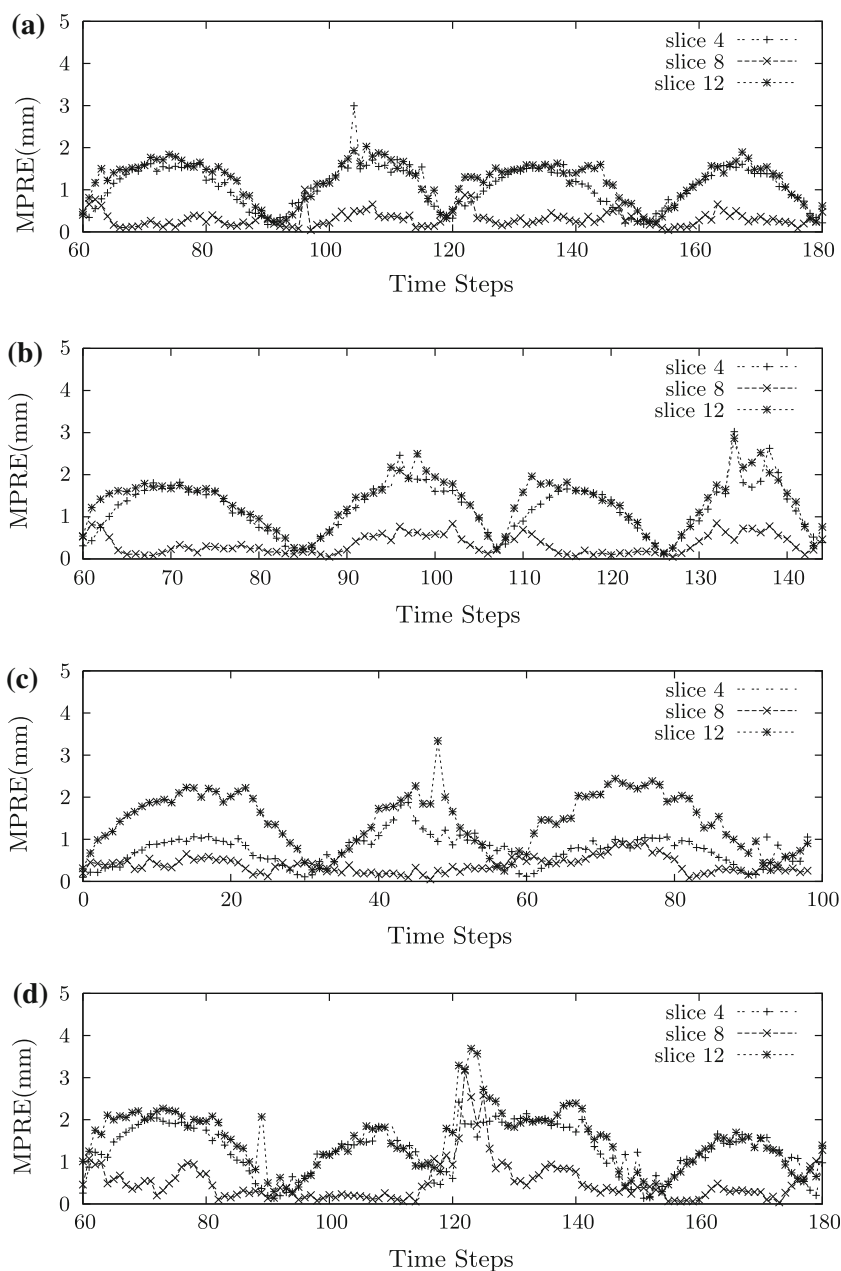 (a)
5
4
3
2
1
0
MPRE(mm)
slice 4
slice 8
slice 12
60 80 100 120 140 160 180
Time Steps
(b)
5
4
3
2
1
0
MPRE(mm)
slice 4
slice 8
slice 12
60 70 80 90 100 110 120 130 140
Time Steps
(c)
5
4
3
2
1
0
MPRE(mm)
slice 4
slice 8
slice 12
0 20 40 60 80 100
Time Steps
(d)
5
4
3
2
1
0
MPRE(mm)
slice 4
slice 8
slice 12
60 80 100 120 140 160 180
Time Steps